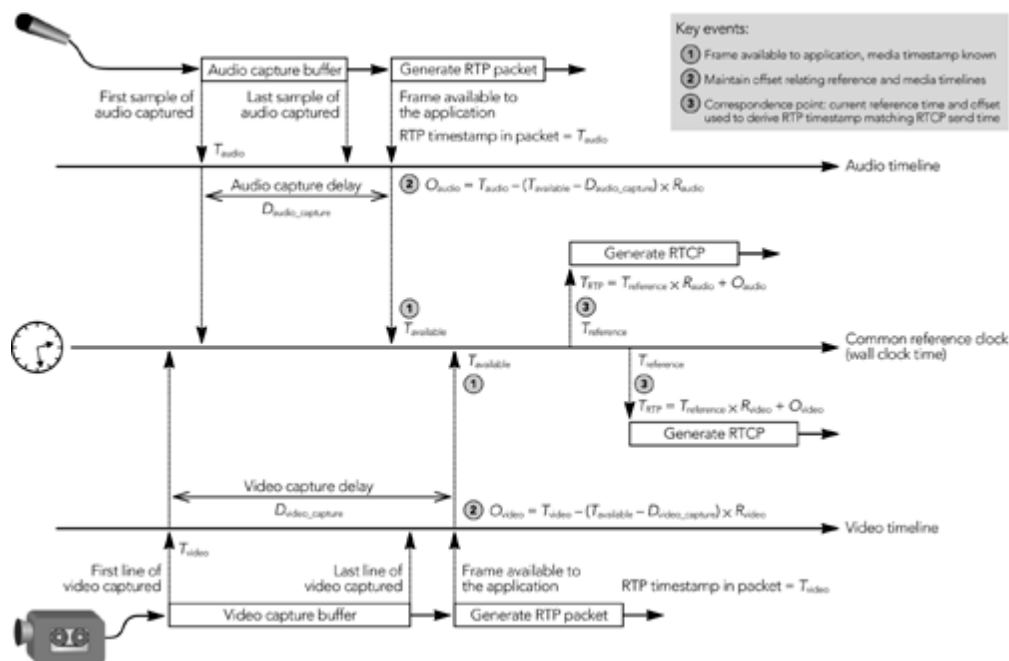 Key events:
1 Frame available to application, media timestamp known
2 Maintain offset relating reference and media timelines
3 Correspondence point: current reference time and offset
used to derive RTP timestamp matching RTCP send time
Audio capture buffer
Generate RTP packet
First sample of
audio captured
Last sample of
audio captured
Frame available to
the application
RTP timestamp in packet = T_audio
T_audio
Audio timeline
Audio capture delay
D_audio_capture
2 O_audio = T_audio – (T_available – D_audio_capture) × R_audio
Generate RTCP
T_RTP = T_reference × R_audio + O_audio
1
T_available
3
T_reference
Common reference clock
(wall clock time)
T_available
1
T_reference
3
T_RTP = T_reference × R_video + O_video
Generate RTCP
Video capture delay
D_video_capture
2 O_video = T_video – (T_available – D_video_capture) × R_video
Video timeline
T_video
First line of
video captured
Last line of
video captured
Frame available to
the application
RTP timestamp in packet = T_video
Video capture buffer
Generate RTP packet